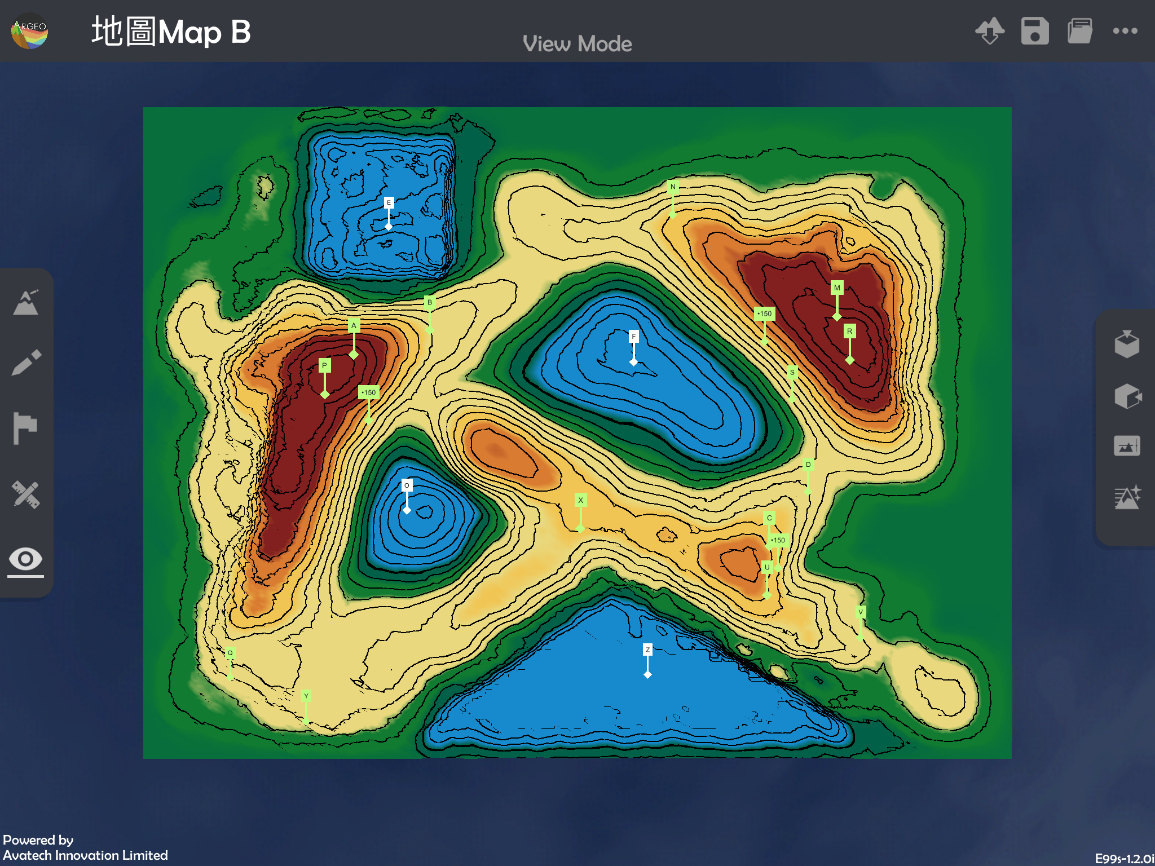 ARGEO
地圖Map B
View Mode
E
N
M
B
•150
A
R
F
P
S
•150
D
O
X
C
•150
U
V
Z
Y
Powered by
Avatech Innovation Limited
E99s-1.2.0i